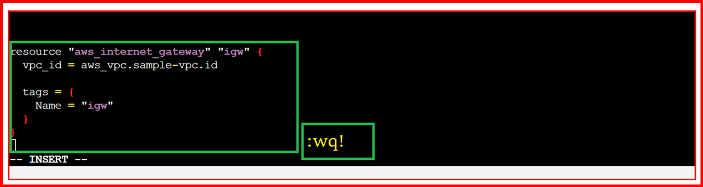 resource "aws_internet_gateway" "igw" {
  vpc_id = aws_vpc.sample-vpc.id
  tags = {
    Name = "igw"
  }
}
:wq!
-- INSERT --